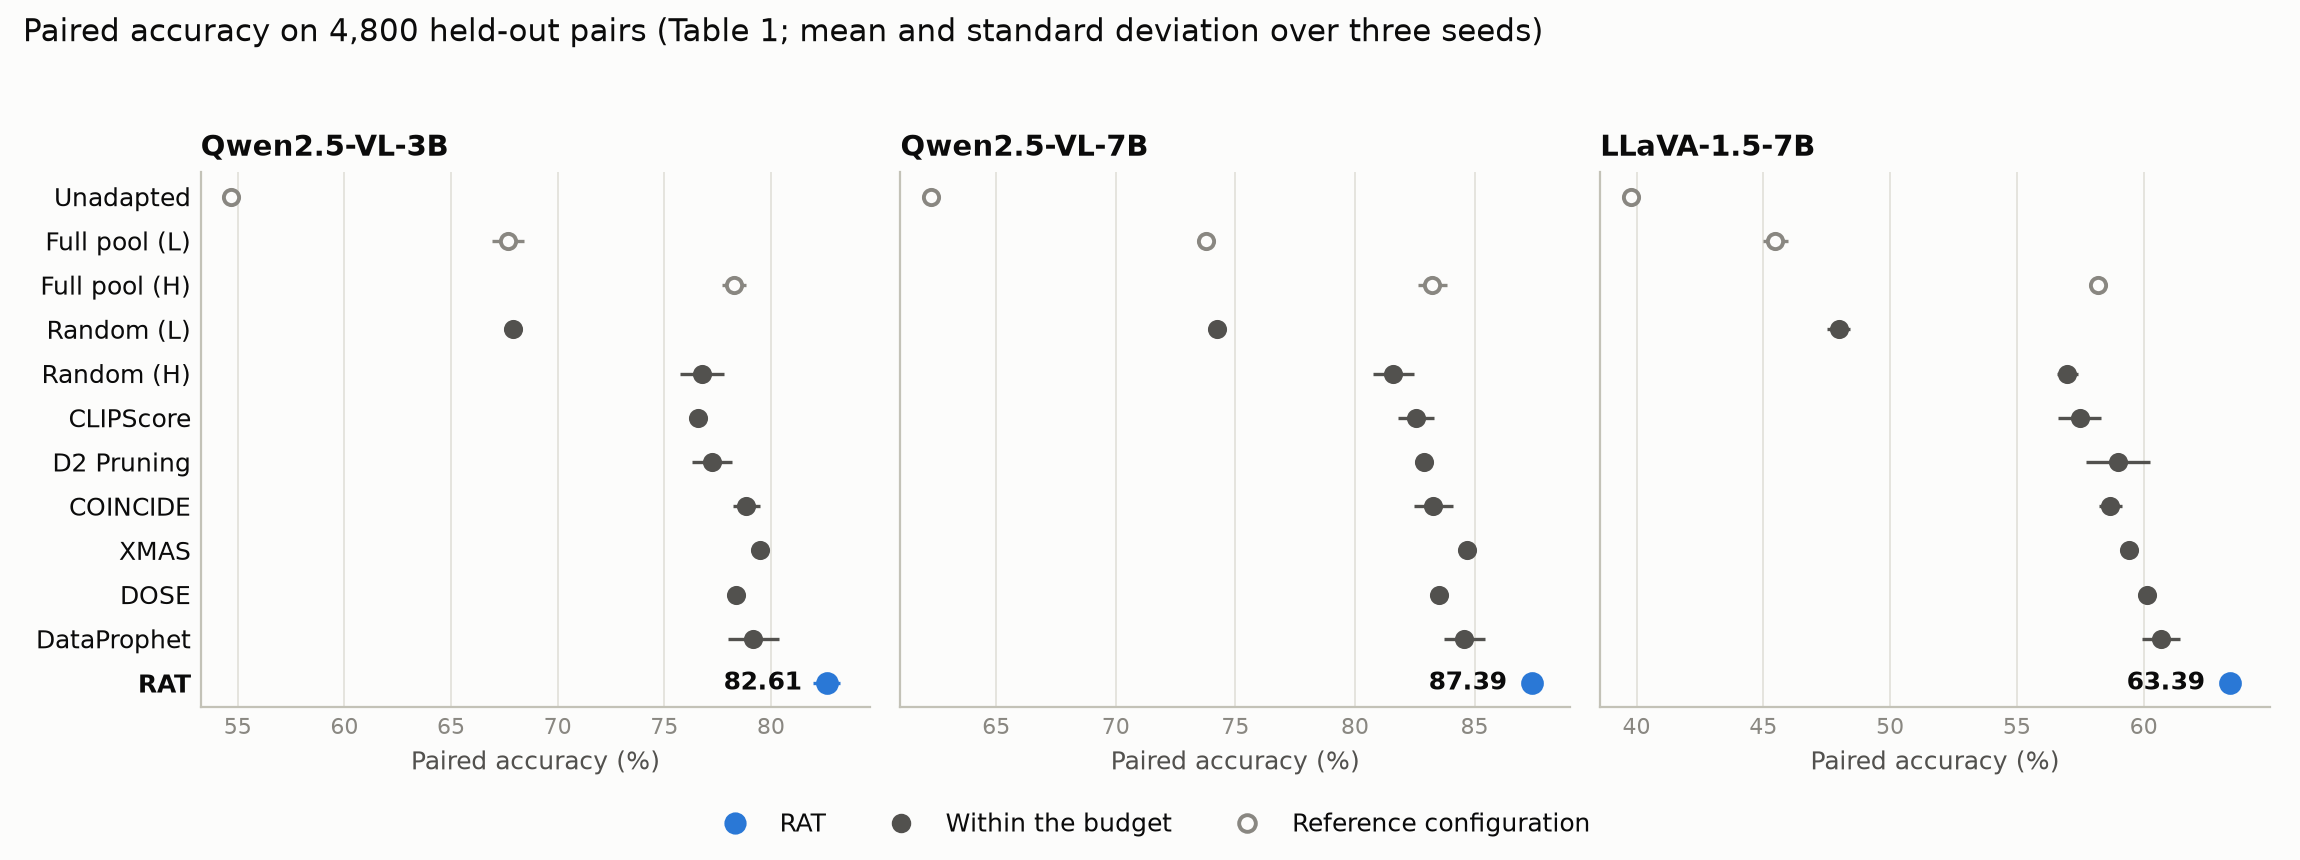 Paired accuracy on 4,800 held-out pairs (Table 1; mean and standard deviation over three seeds)
Qwen2.5-VL-3B
Qwen2.5-VL-7B
LLaVA-1.5-7B
Unadapted
Full pool (L)
Full pool (H)
Random (L)
Random (H)
CLIPScore
D2 Pruning
COINCIDE
XMAS
DOSE
DataProphet
RAT
82.61
87.39
63.39
55 60 65 70 75 80
65 70 75 80 85
40 45 50 55 60
Paired accuracy (%)
Paired accuracy (%)
Paired accuracy (%)
RAT
Within the budget
Reference configuration